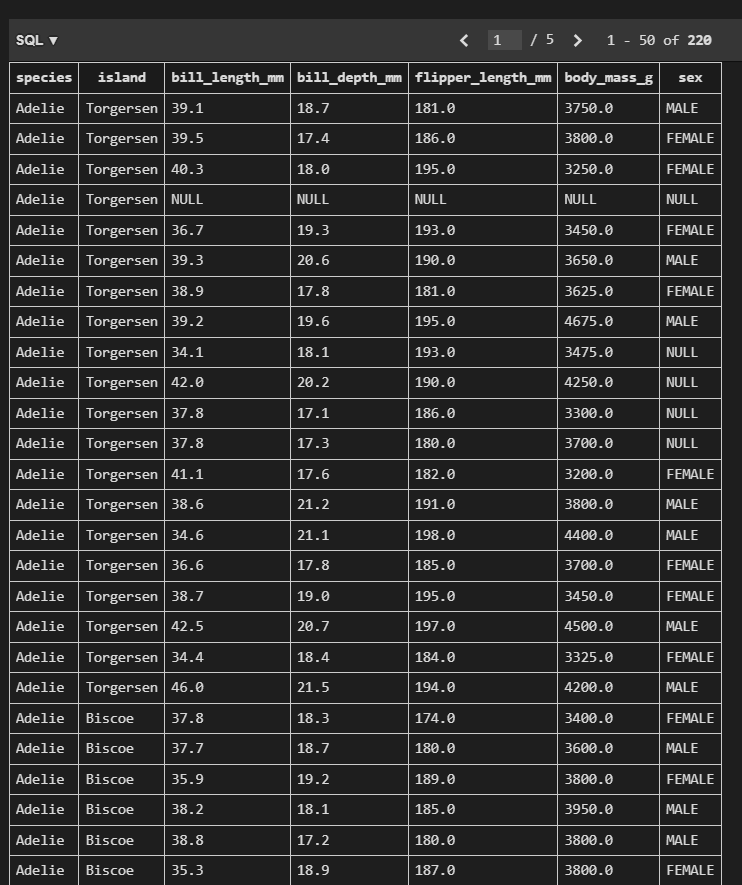 SQL ▼ < 1 / 5 > 1 - 50 of 220
species island bill_length_mm bill_depth_mm flipper_length_mm body_mass_g sex
Adelie Torgersen 39.1 18.7 181.0 3750.0 MALE
Adelie Torgersen 39.5 17.4 186.0 3800.0 FEMALE
Adelie Torgersen 40.3 18.0 195.0 3250.0 FEMALE
Adelie Torgersen NULL NULL NULL NULL NULL
Adelie Torgersen 36.7 19.3 193.0 3450.0 FEMALE
Adelie Torgersen 39.3 20.6 190.0 3650.0 MALE
Adelie Torgersen 38.9 17.8 181.0 3625.0 FEMALE
Adelie Torgersen 39.2 19.6 195.0 4675.0 MALE
Adelie Torgersen 34.1 18.1 193.0 3475.0 NULL
Adelie Torgersen 42.0 20.2 190.0 4250.0 NULL
Adelie Torgersen 37.8 17.1 186.0 3300.0 NULL
Adelie Torgersen 37.8 17.3 180.0 3700.0 NULL
Adelie Torgersen 41.1 17.6 182.0 3200.0 FEMALE
Adelie Torgersen 38.6 21.2 191.0 3800.0 MALE
Adelie Torgersen 34.6 21.1 198.0 4400.0 MALE
Adelie Torgersen 36.6 17.8 185.0 3700.0 FEMALE
Adelie Torgersen 38.7 19.0 195.0 3450.0 FEMALE
Adelie Torgersen 42.5 20.7 197.0 4500.0 MALE
Adelie Torgersen 34.4 18.4 184.0 3325.0 FEMALE
Adelie Torgersen 46.0 21.5 194.0 4200.0 MALE
Adelie Biscoe 37.8 18.3 174.0 3400.0 FEMALE
Adelie Biscoe 37.7 18.7 180.0 3600.0 MALE
Adelie Biscoe 35.9 19.2 189.0 3800.0 FEMALE
Adelie Biscoe 38.2 18.1 185.0 3950.0 MALE
Adelie Biscoe 38.8 17.2 180.0 3800.0 MALE
Adelie Biscoe 35.3 18.9 187.0 3800.0 FEMALE